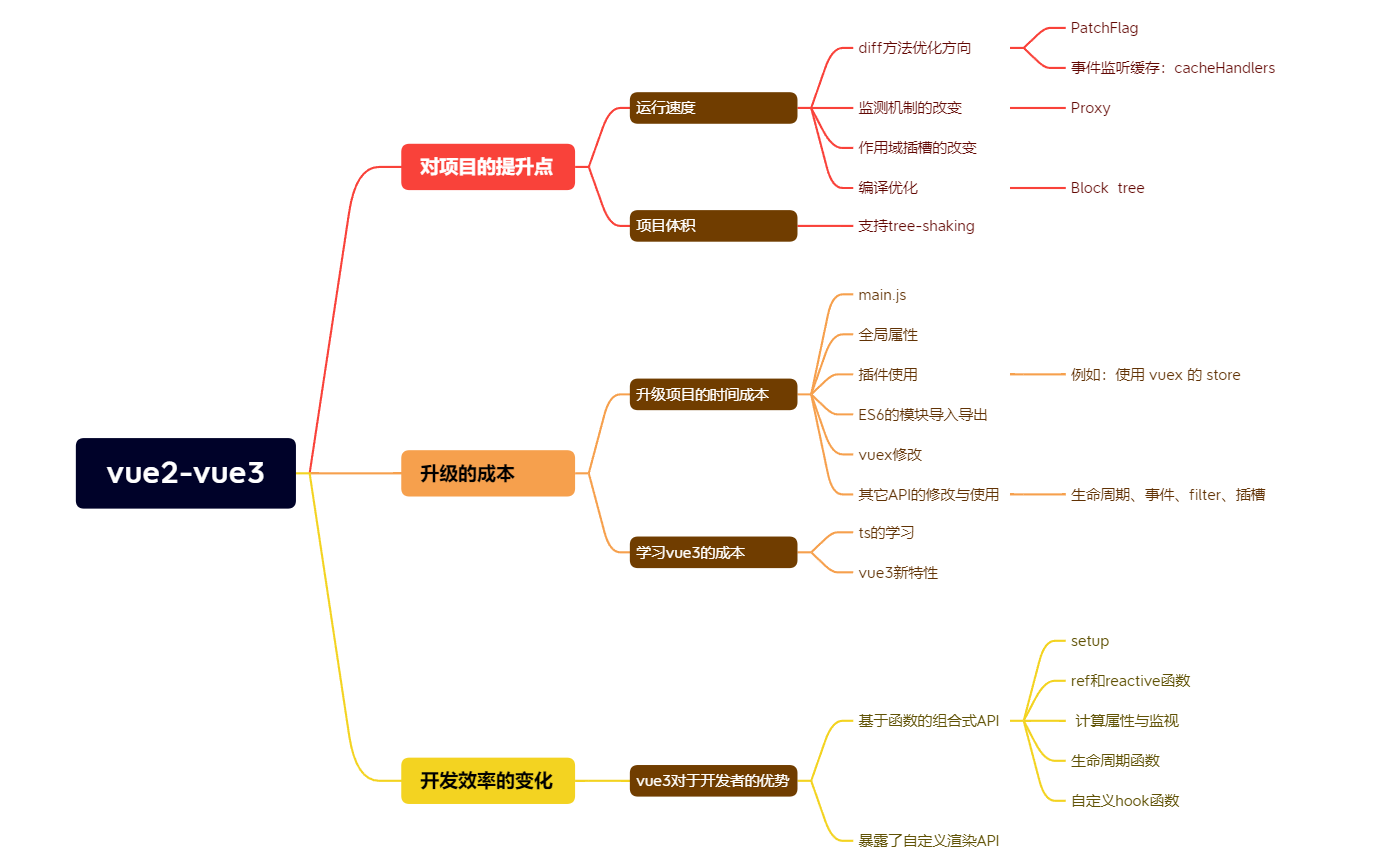 vue2-vue3
对项目的提升点
运行速度
diff方法优化方向
PatchFlag
事件监听缓存：cacheHandlers
监测机制的改变
Proxy
作用域插槽的改变
编译优化
Block tree
项目体积
支持tree-shaking
升级的成本
升级项目的时间成本
main.js
全局属性
插件使用
例如：使用 vuex 的 store
ES6的模块导入导出
vuex修改
其它API的修改与使用
生命周期、事件、filter、插槽
学习vue3的成本
ts的学习
vue3新特性
开发效率的变化
vue3对于开发者的优势
基于函数的组合式API
setup
ref和reactive函数
计算属性与监视
生命周期函数
自定义hook函数
暴露了自定义渲染API